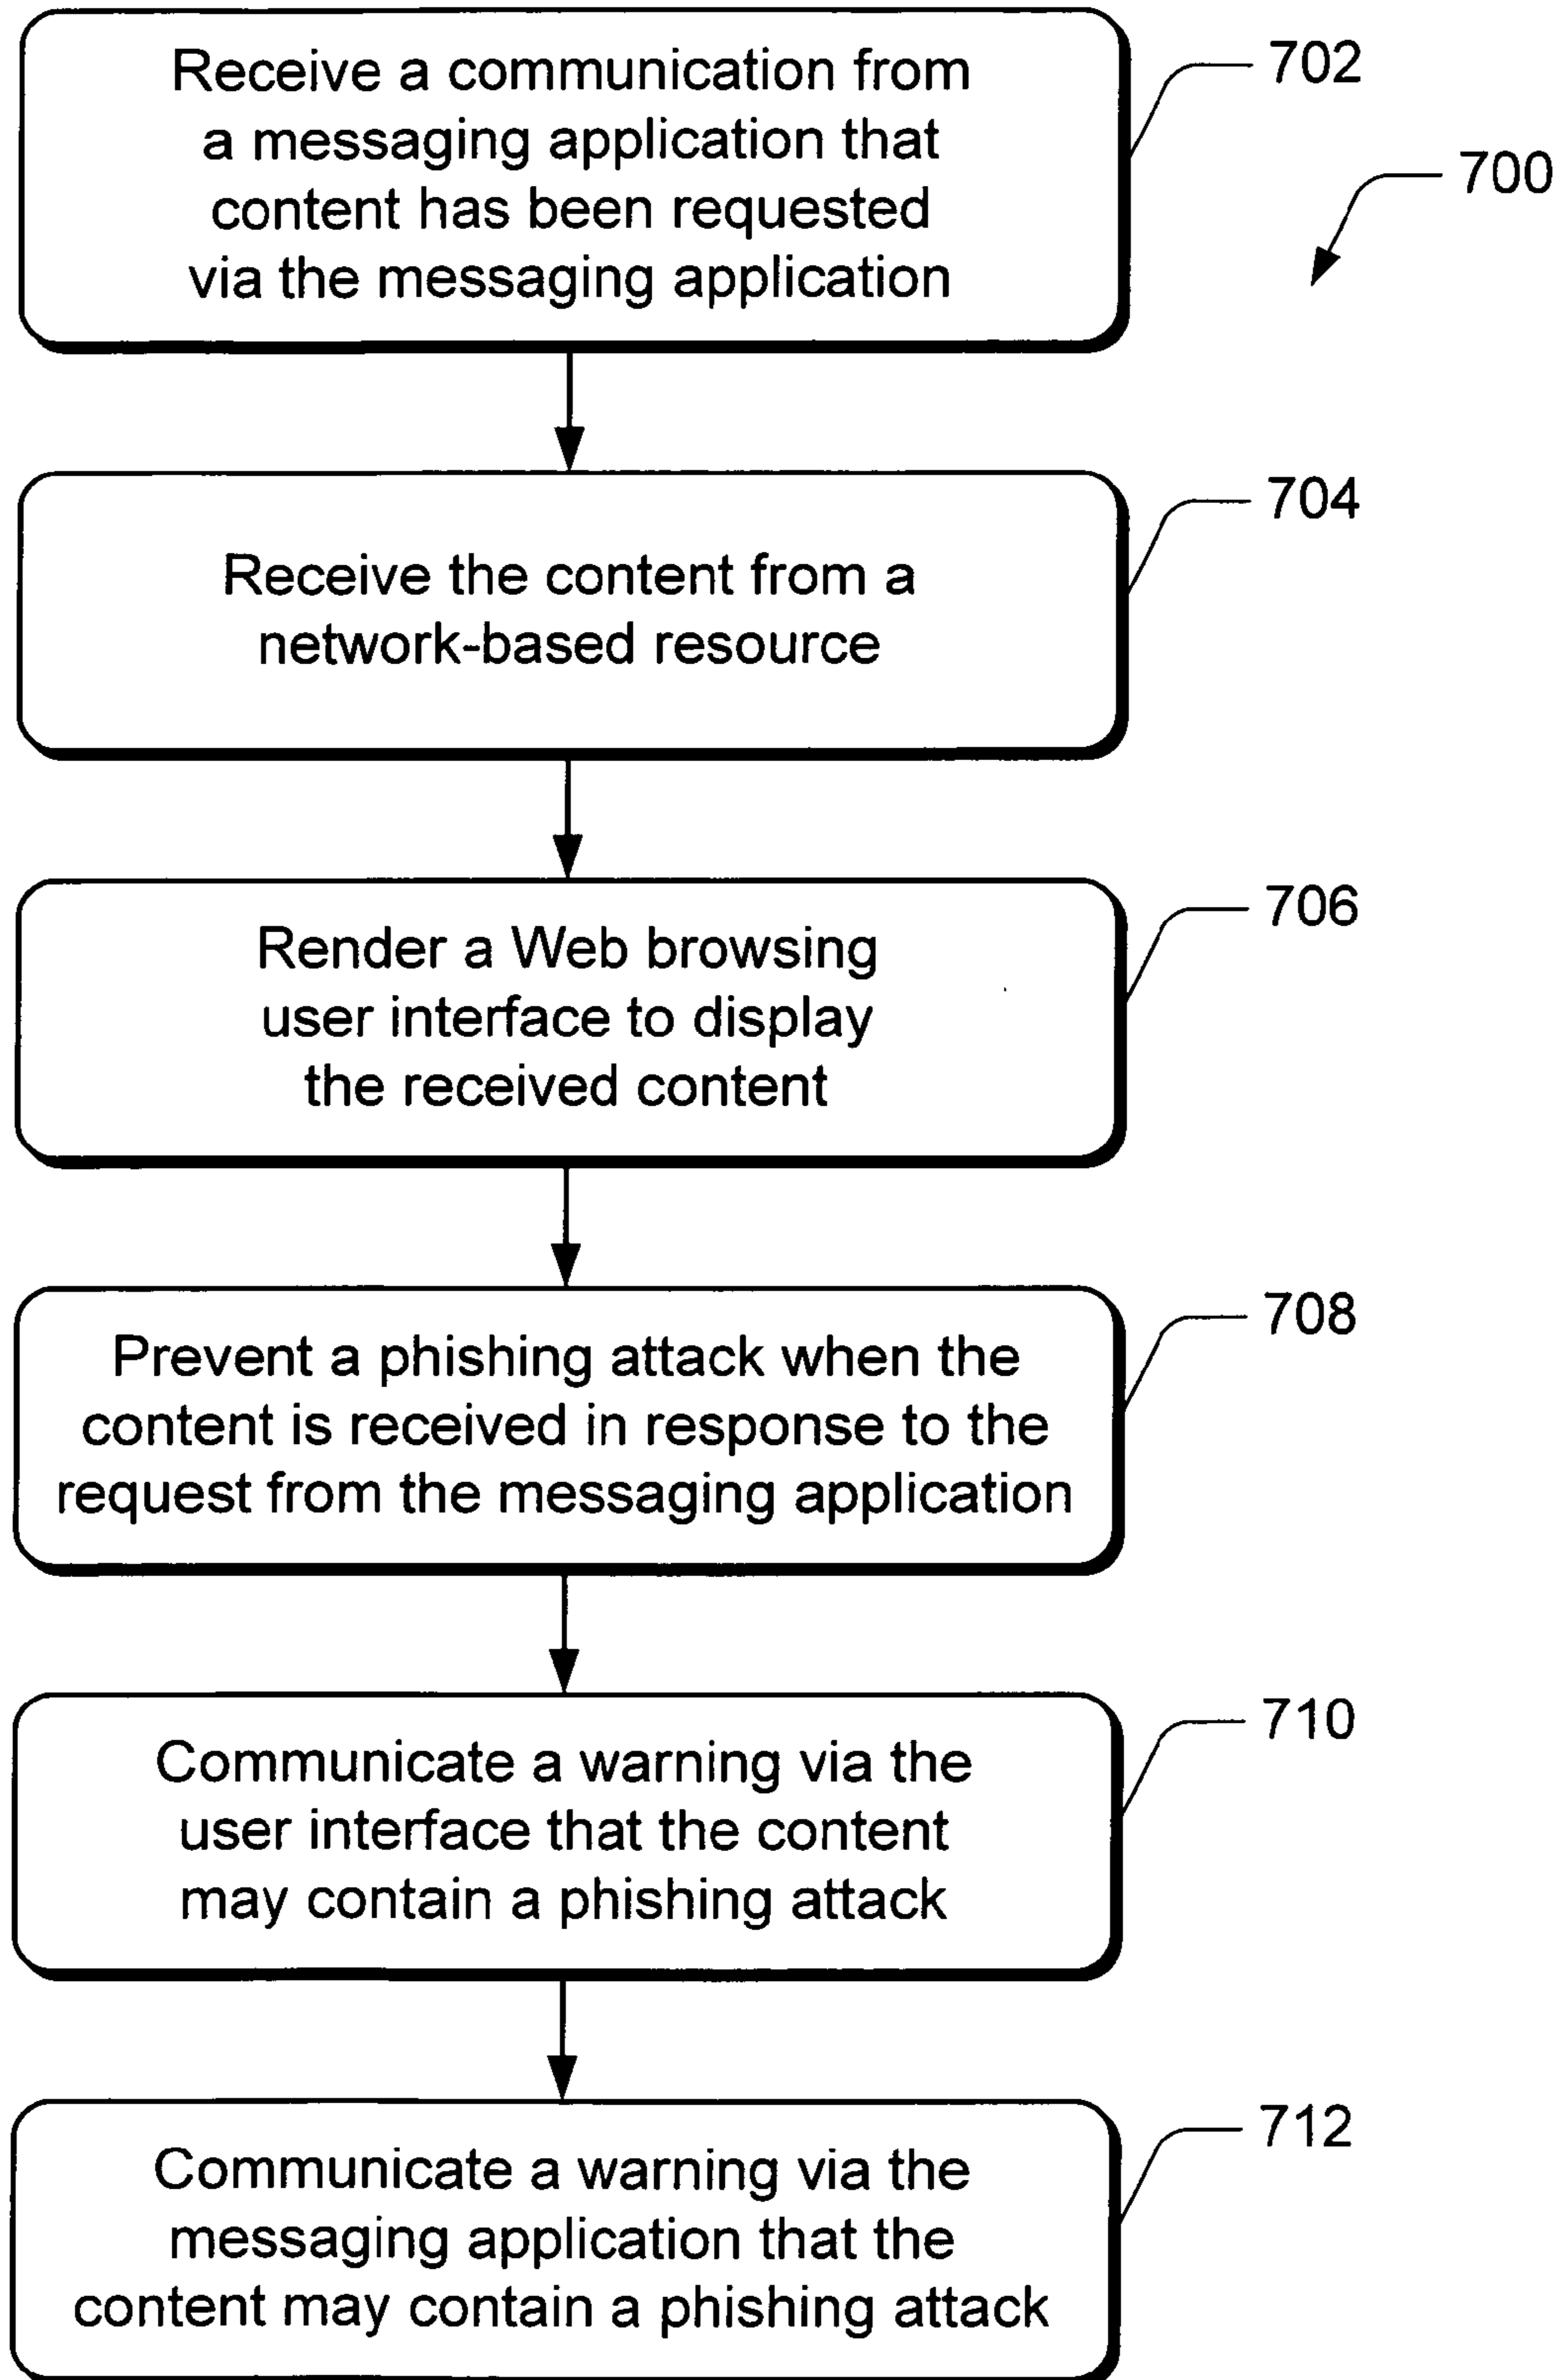 Receive a communication from
a messaging application that
content has been requested
via the messaging application
702
700
Receive the content from a
network-based resource
704
Render a Web browsing
user interface to display
the received content
706
Prevent a phishing attack when the
content is received in response to the
request from the messaging application
708
Communicate a warning via the
user interface that the content
may contain a phishing attack
710
Communicate a warning via the
messaging application that the
content may contain a phishing attack
712